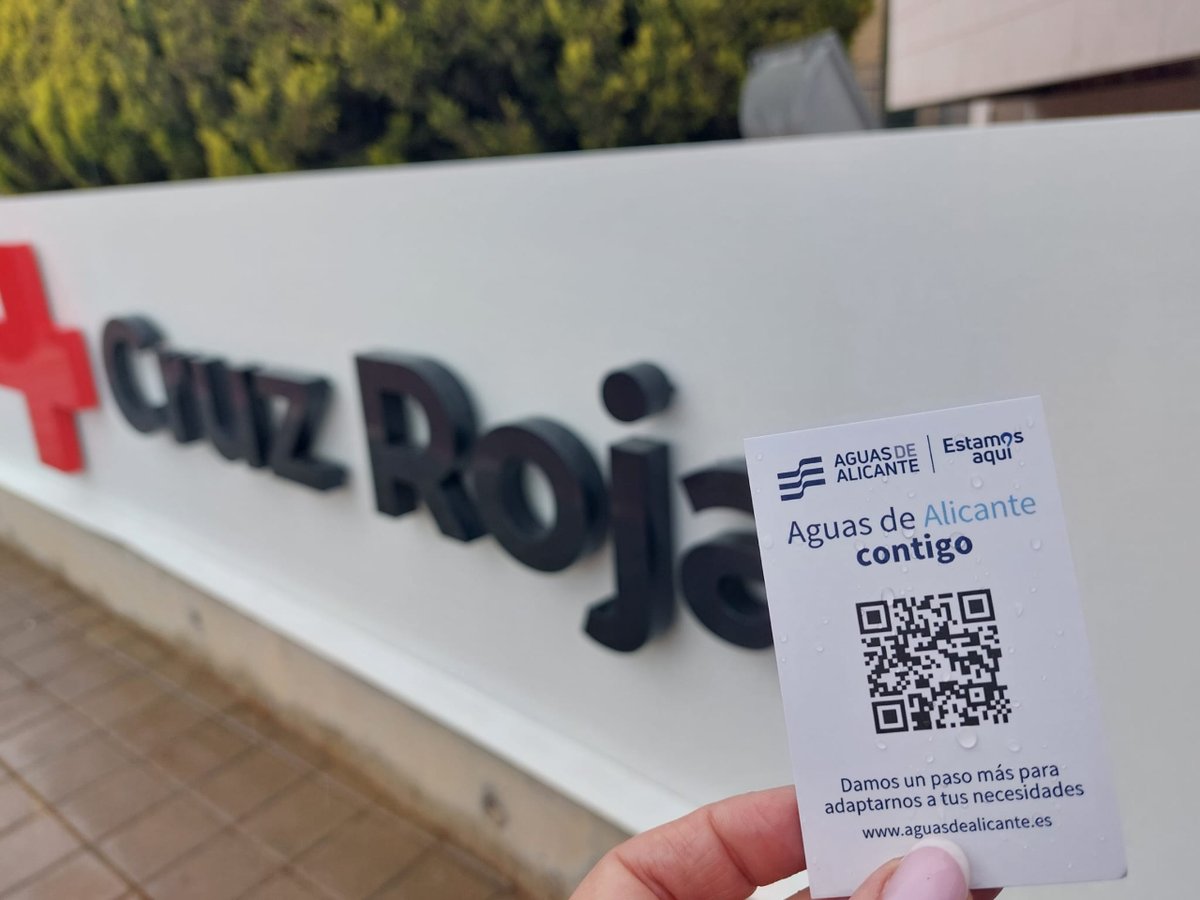 Cruz Roja
AGUAS DE
ALICANTE
Estamos
aquí
Aguas de Alicante
contigo
Damos un paso más para
adaptarnos a tus necesidades
www.aguasdealicante.es